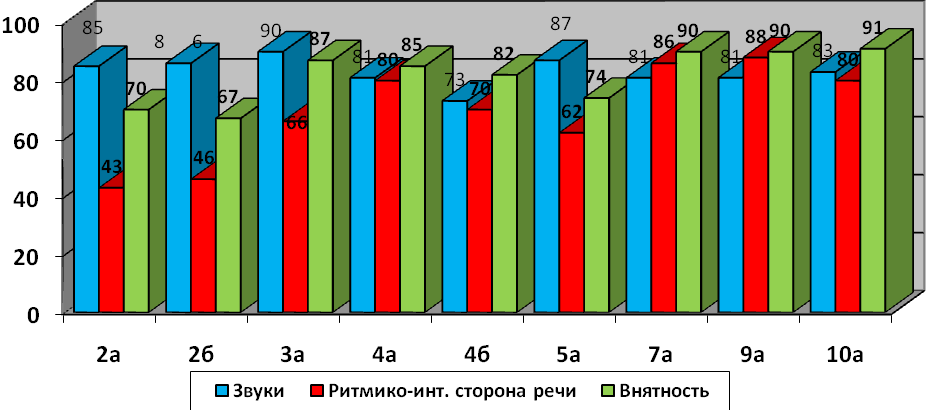 100
80
60
40
20
0
85 43 70
8 6 46 67
90 66 87
81 80 85
73 70 82
87 62 74
81 86 90
81 88 90
83 80 91
2а 2б 3а 4а 4б 5а 7а 9а 10а
Звуки Ритмико-инт. сторона речи Внятность